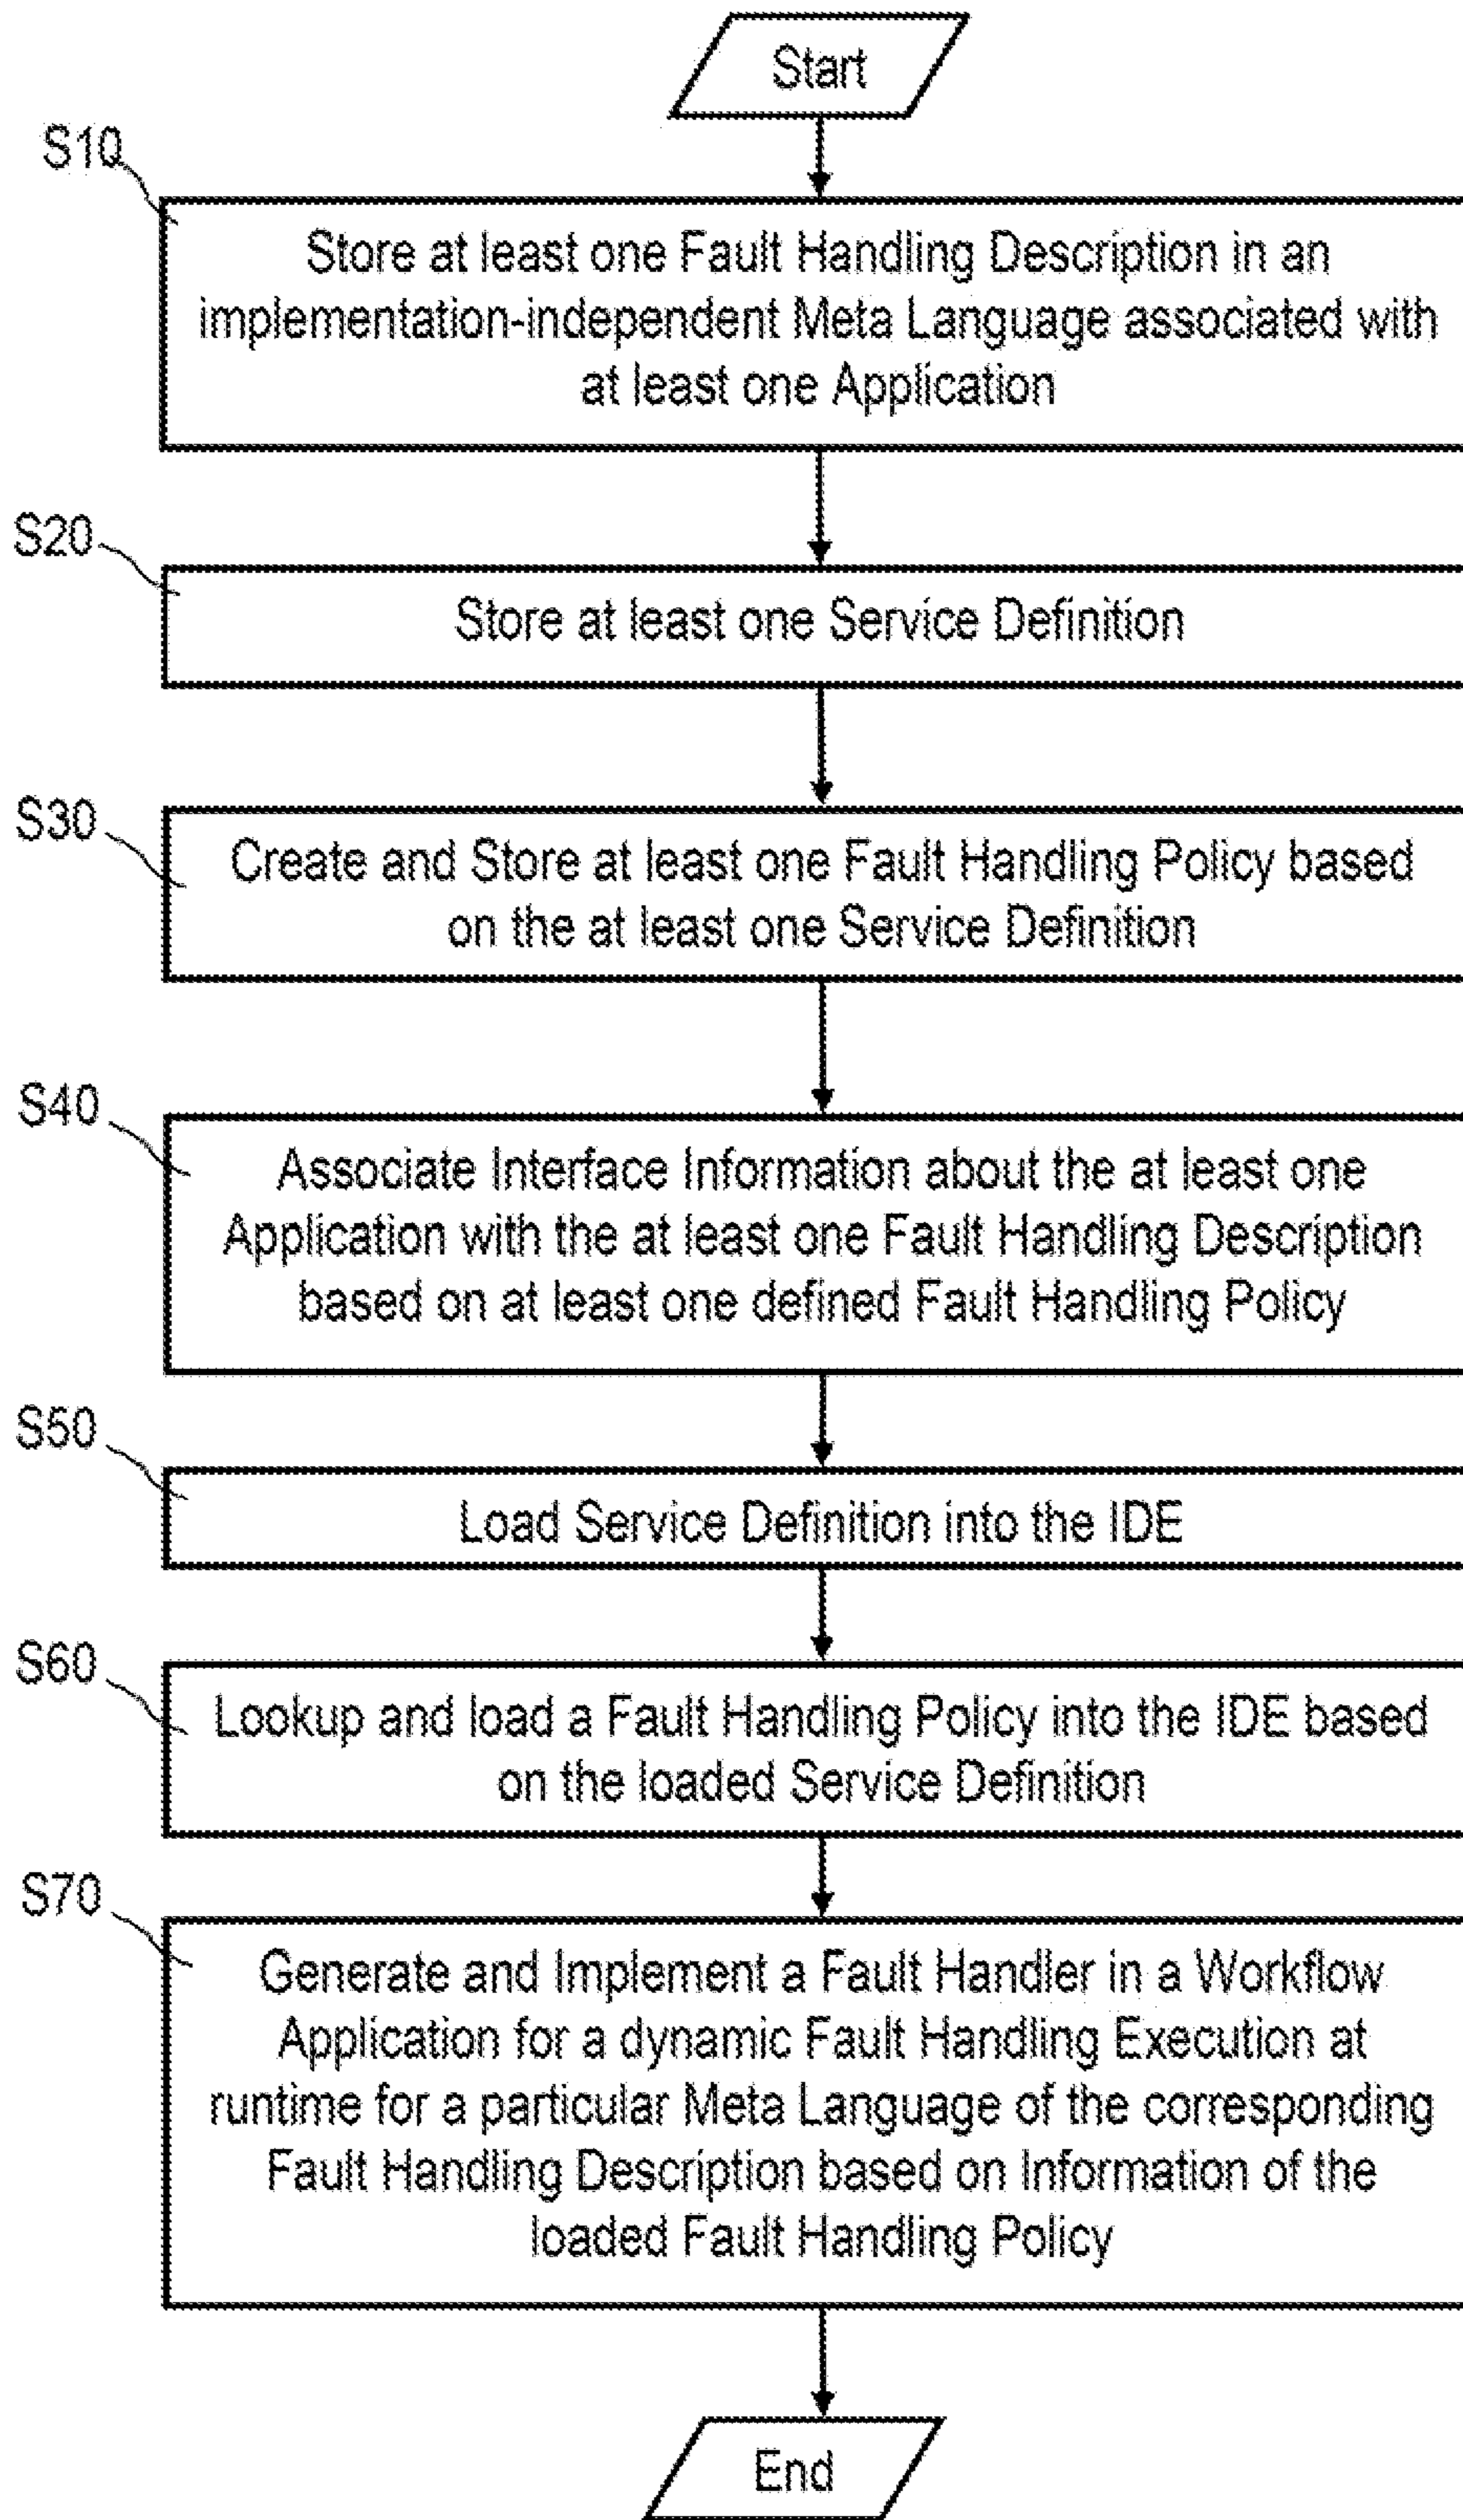 Start
S10
Store at least one Fault Handling Description in an
implementation-independent Meta Language associated with
at least one Application
S20
Store at least one Service Definition
S30
Create and Store at least one Fault Handling Policy based
on the at least one Service Definition
S40
Associate Interface Information about the at least one
Application with the at least one Fault Handling Description
based on at least one defined Fault Handling Policy
S50
Load Service Definition into the IDE
S60
Lookup and load a Fault Handling Policy into the IDE based
on the loaded Service Definition
S70
Generate and Implement a Fault Handler in a Workflow
Application for a dynamic Fault Handling Execution at
runtime for a particular Meta Language of the corresponding
Fault Handling Description based on Information of the
loaded Fault Handling Policy
End